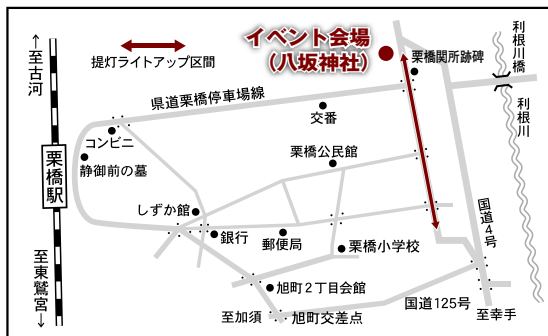 ←至古河
栗橋駅
至東鷲宮→
提灯ライトアップ区間
イベント会場
(八坂神社)
栗橋関所跡碑
利根川橋
利根川
県道栗橋停車場線
交番
コンビニ
静御前の墓
栗橋公民館
しずか館
銀行
郵便局
栗橋小学校
国道4号
旭町2丁目会館
国道125号
至加須
旭町交差点
至幸手